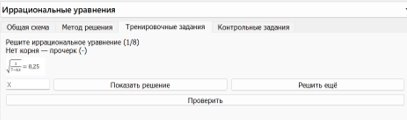 Иррациональные уравнения
Общая схема Метод решения Тренировочные задания Контрольные задания
Решите иррациональное уравнение (1/8)
Нет корня — прочерк (-)
= 0.25
X Показать решение Решить ещё
Проверить